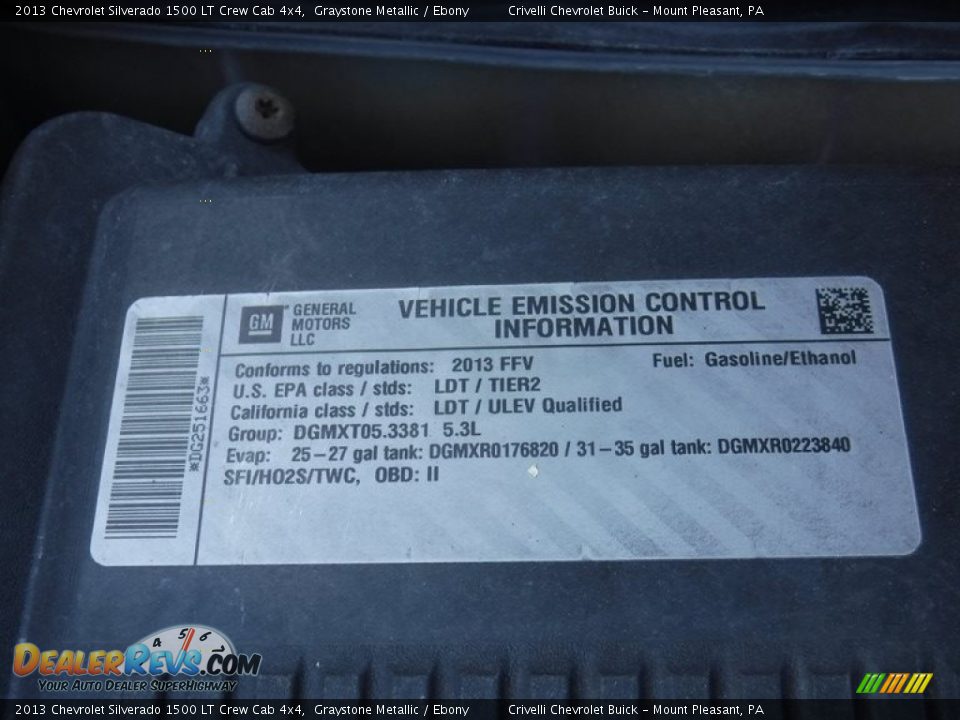 2013 Chevrolet Silverado 1500 LT Crew Cab 4x4, Graystone Metallic / Ebony Crivelli Chevrolet Buick - Mount Pleasant, PA
GM GENERAL MOTORS LLC
VEHICLE EMISSION CONTROL
INFORMATION
*DG251663*
Conforms to regulations: 2013 FFV Fuel: Gasoline/Ethanol
U.S. EPA class / stds: LDT / TIER2
California class / stds: LDT / ULEV Qualified
Group: DGMXT05.3381 5.3L
Evap: 25-27 gal tank: DGMXR0176820 / 31-35 gal tank: DGMXR0223840
SFI/HO2S/TWC, OBD: II
4 5 6
DEALERREVS.COM
YOUR AUTO DEALER SUPERHIGHWAY
2013 Chevrolet Silverado 1500 LT Crew Cab 4x4, Graystone Metallic / Ebony Crivelli Chevrolet Buick - Mount Pleasant, PA